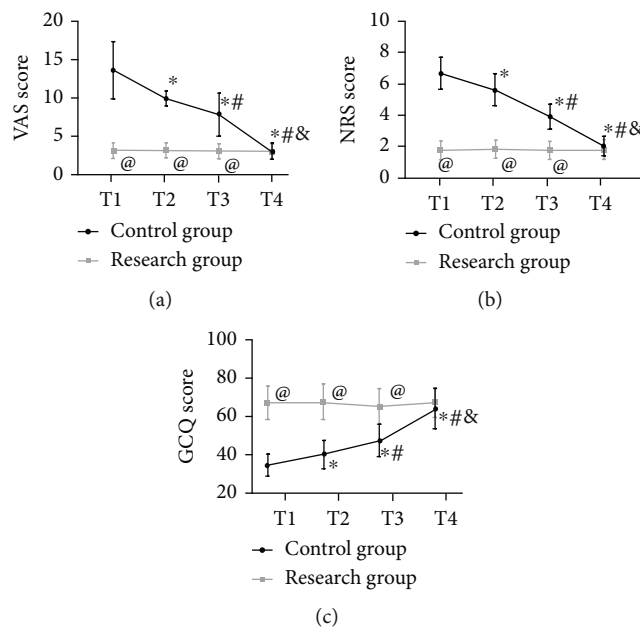 20
15
10
5
0
VAS score
*
*#
*#&
@
@
@
T1 T2 T3 T4
Control group
Research group
(a)
10
8
6
4
2
0
NRS score
*
*#
*#&
@
@
@
T1 T2 T3 T4
Control group
Research group
(b)
100
80
60
40
20
GCQ score
@
@
@
*
*#
*#&
T1 T2 T3 T4
Control group
Research group
(c)